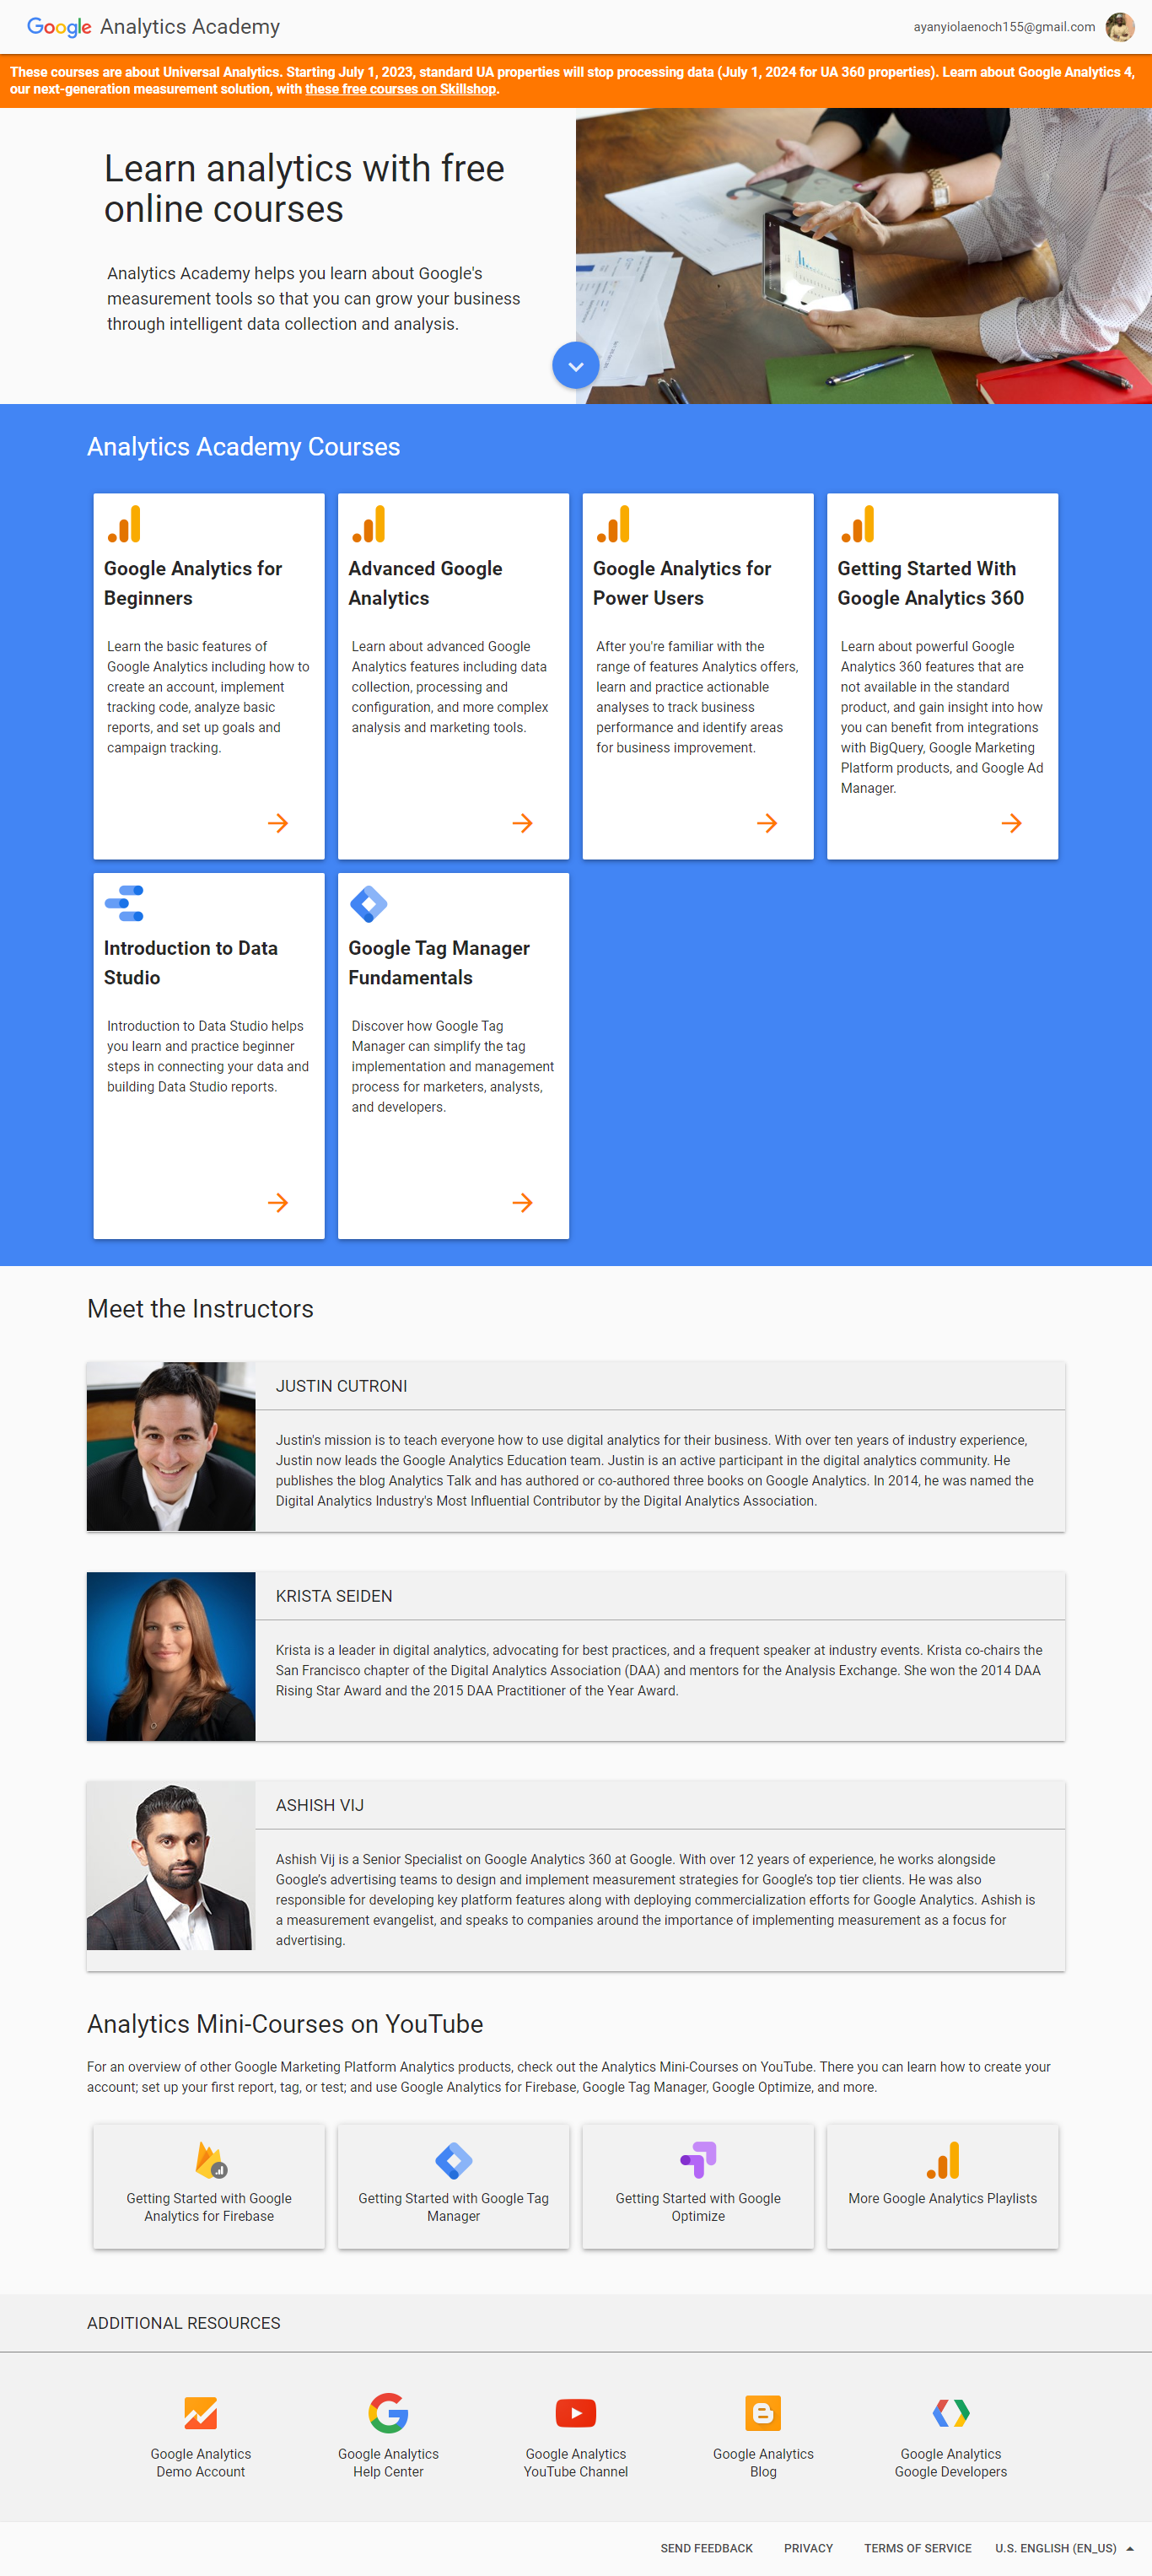 Google Analytics Academy
ayanyiolaenoch155@gmail.com
These courses are about Universal Analytics. Starting July 1, 2023, standard UA properties will stop processing data (July 1, 2024 for UA 360 properties). Learn about Google Analytics 4,
our next-generation measurement solution, with these free courses on Skillshop.
Learn analytics with free
online courses
Analytics Academy helps you learn about Google's
measurement tools so that you can grow your business
through intelligent data collection and analysis.
Analytics Academy Courses
Google Analytics for
Beginners
Learn the basic features of
Google Analytics including how to
create an account, implement
tracking code, analyze basic
reports, and set up goals and
campaign tracking.
Advanced Google
Analytics
Learn about advanced Google
Analytics features including data
collection, processing and
configuration, and more complex
analysis and marketing tools.
Google Analytics for
Power Users
After you're familiar with the
range of features Analytics offers,
learn and practice actionable
analyses to track business
performance and identify areas
for business improvement.
Getting Started With
Google Analytics 360
Learn about powerful Google
Analytics 360 features that are
not available in the standard
product, and gain insight into how
you can benefit from integrations
with BigQuery, Google Marketing
Platform products, and Google Ad
Manager.
Introduction to Data
Studio
Introduction to Data Studio helps
you learn and practice beginner
steps in connecting your data and
building Data Studio reports.
Google Tag Manager
Fundamentals
Discover how Google Tag
Manager can simplify the tag
implementation and management
process for marketers, analysts,
and developers.
Meet the Instructors
JUSTIN CUTRONI
Justin's mission is to teach everyone how to use digital analytics for their business. With over ten years of industry experience,
Justin now leads the Google Analytics Education team. Justin is an active participant in the digital analytics community. He
publishes the blog Analytics Talk and has authored or co-authored three books on Google Analytics. In 2014, he was named the
Digital Analytics Industry's Most Influential Contributor by the Digital Analytics Association.
KRISTA SEIDEN
Krista is a leader in digital analytics, advocating for best practices, and a frequent speaker at industry events. Krista co-chairs the
San Francisco chapter of the Digital Analytics Association (DAA) and mentors for the Analysis Exchange. She won the 2014 DAA
Rising Star Award and the 2015 DAA Practitioner of the Year Award.
ASHISH VIJ
Ashish Vij is a Senior Specialist on Google Analytics 360 at Google. With over 12 years of experience, he works alongside
Google’s advertising teams to design and implement measurement strategies for Google’s top tier clients. He was also
responsible for developing key platform features along with deploying commercialization efforts for Google Analytics. Ashish is
a measurement evangelist, and speaks to companies around the importance of implementing measurement as a focus for
advertising.
Analytics Mini-Courses on YouTube
For an overview of other Google Marketing Platform Analytics products, check out the Analytics Mini-Courses on YouTube. There you can learn how to create your
account; set up your first report, tag, or test; and use Google Analytics for Firebase, Google Tag Manager, Google Optimize, and more.
Getting Started with Google
Analytics for Firebase
Getting Started with Google Tag
Manager
Getting Started with Google
Optimize
More Google Analytics Playlists
ADDITIONAL RESOURCES
Google Analytics
Demo Account
Google Analytics
Help Center
Google Analytics
YouTube Channel
Google Analytics
Blog
Google Analytics
Google Developers
SEND FEEDBACK
PRIVACY
TERMS OF SERVICE
U.S. ENGLISH (EN_US)